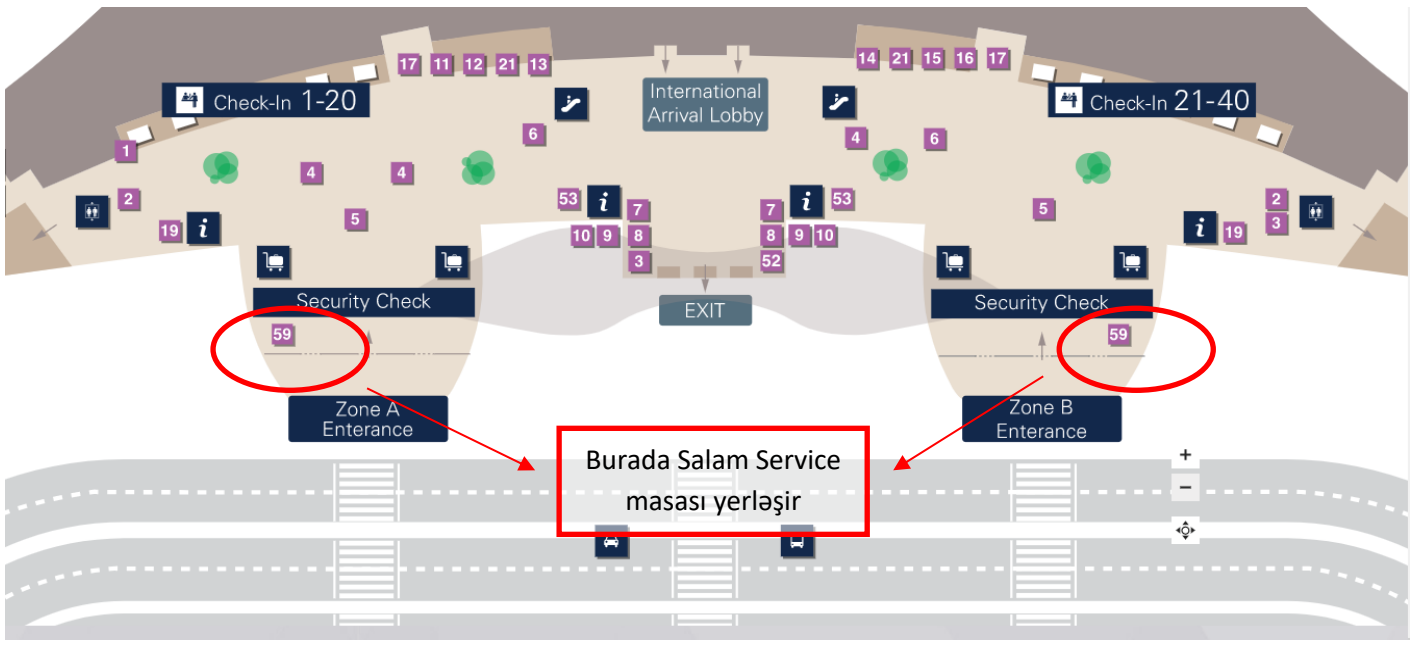 17 11 12 21 13
14 21 15 16 17
Check-In 1-20
International
Arrival Lobby
Check-In 21-40
1
6
4
6
4
4
2
53 i 7
7 i 53
2
19 i
5
5
i 19
3
10 9 8
8 9 10
3
52
Security Check
EXIT
Security Check
59
59
Zone A
Enterance
Zone B
Enterance
Burada Salam Service
masası yerləşir
+
−